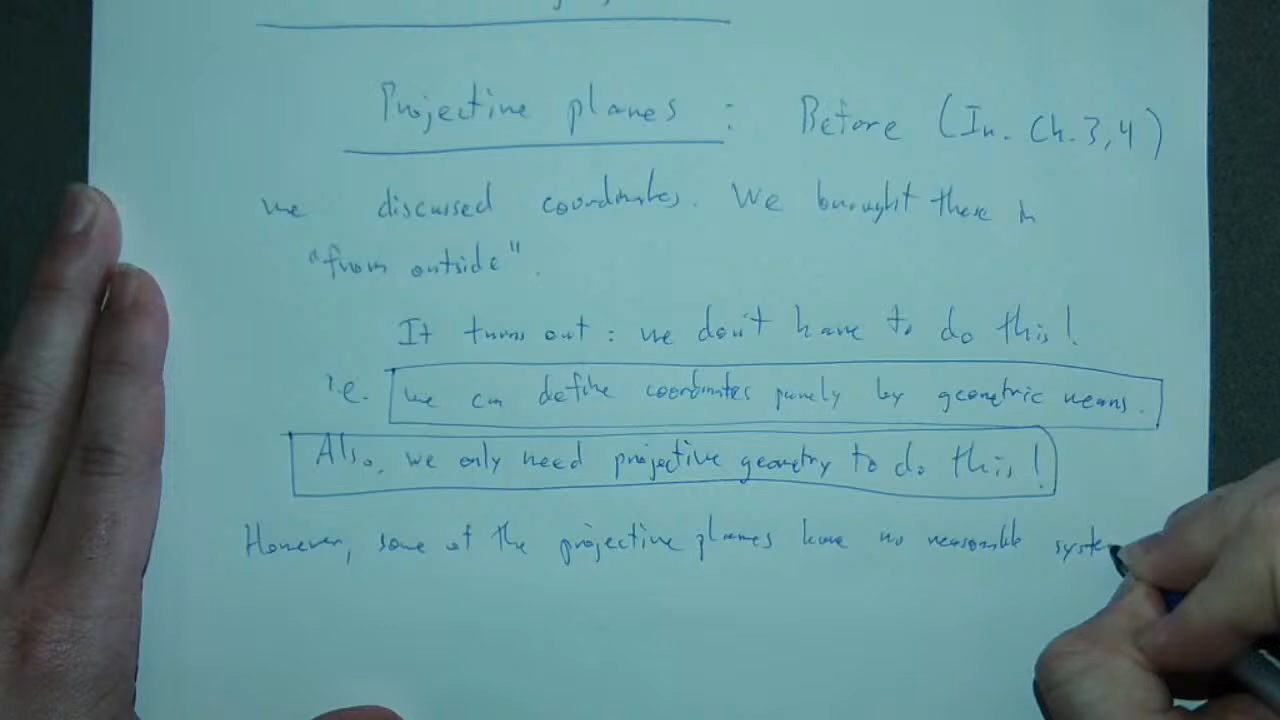 Projective planes : Before (In. Ch. 3,4)
we discussed coordinates. We bourught these in
"from outside".
It turns out : we don't have to do this!
i.e. we can define coordinates purely by geometric means.
Also, we only need projective geometry to do this!
However, some of the projective planes have no reasonable syste